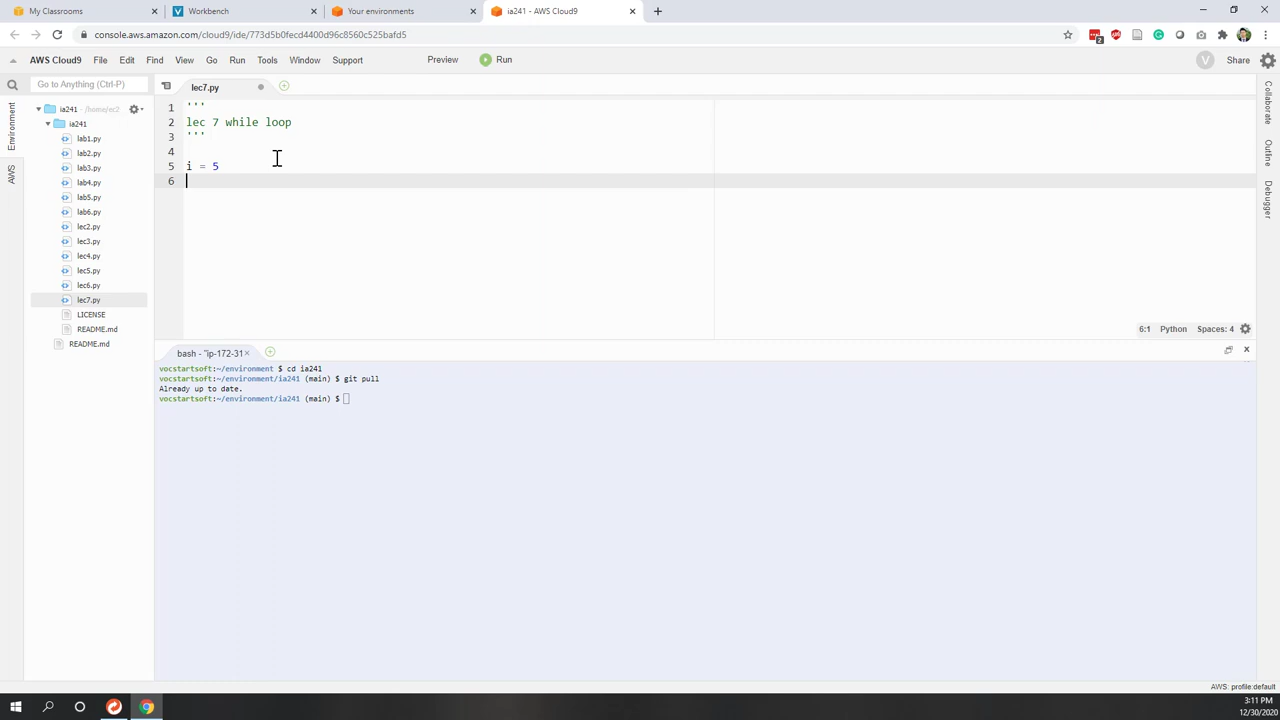 My Classrooms
Workbench
Your environments
ia241 - AWS Cloud9
console.aws.amazon.com/cloud9/ide/773d5b0fecd4400d96c8560c525bafd5
2
AWS Cloud9
File
Edit
Find
View
Go
Run
Tools
Window
Support
Preview
Run
V
Share
Go to Anything (Ctrl-P)
lec7.py
Environment
AWS
ia241 - /home/ec2
ia241
lab1.py
lab2.py
lab3.py
lab4.py
lab5.py
lab6.py
lec2.py
lec3.py
lec4.py
lec5.py
lec6.py
lec7.py
LICENSE
README.md
README.md
1 '''
2 lec 7 while loop
3 '''
4
5 i = 5
6
6:1 Python Spaces: 4
Collaborate
Outline
Debugger
bash - "ip-172-31
vocstartsoft:~/environment $ cd ia241
vocstartsoft:~/environment/ia241 (main) $ git pull
Already up to date.
vocstartsoft:~/environment/ia241 (main) $
AWS: profile:default
3:11 PM
12/30/2020